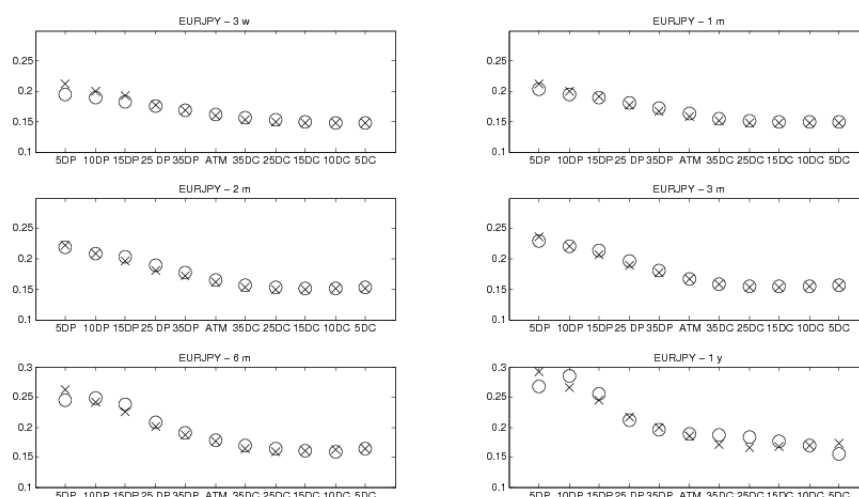 EURJPY – 3 w
0.25
0.2
0.15
0.1
5DP 10DP 15DP 25 DP 35DP ATM 35DC 25DC 15DC 10DC 5DC
EURJPY – 1 m
0.25
0.2
0.15
0.1
5DP 10DP 15DP 25 DP 35DP ATM 35DC 25DC 15DC 10DC 5DC
EURJPY – 2 m
0.25
0.2
0.15
0.1
5DP 10DP 15DP 25 DP 35DP ATM 35DC 25DC 15DC 10DC 5DC
EURJPY – 3 m
0.25
0.2
0.15
0.1
5DP 10DP 15DP 25 DP 35DP ATM 35DC 25DC 15DC 10DC 5DC
EURJPY – 6 m
0.3
0.25
0.2
0.15
0.1
5DP 10DP 15DP 25 DP 35DP ATM 35DC 25DC 15DC 10DC 5DC
EURJPY – 1 y
0.3
0.25
0.2
0.15
0.1
5DP 10DP 15DP 25 DP 35DP ATM 35DC 25DC 15DC 10DC 5DC